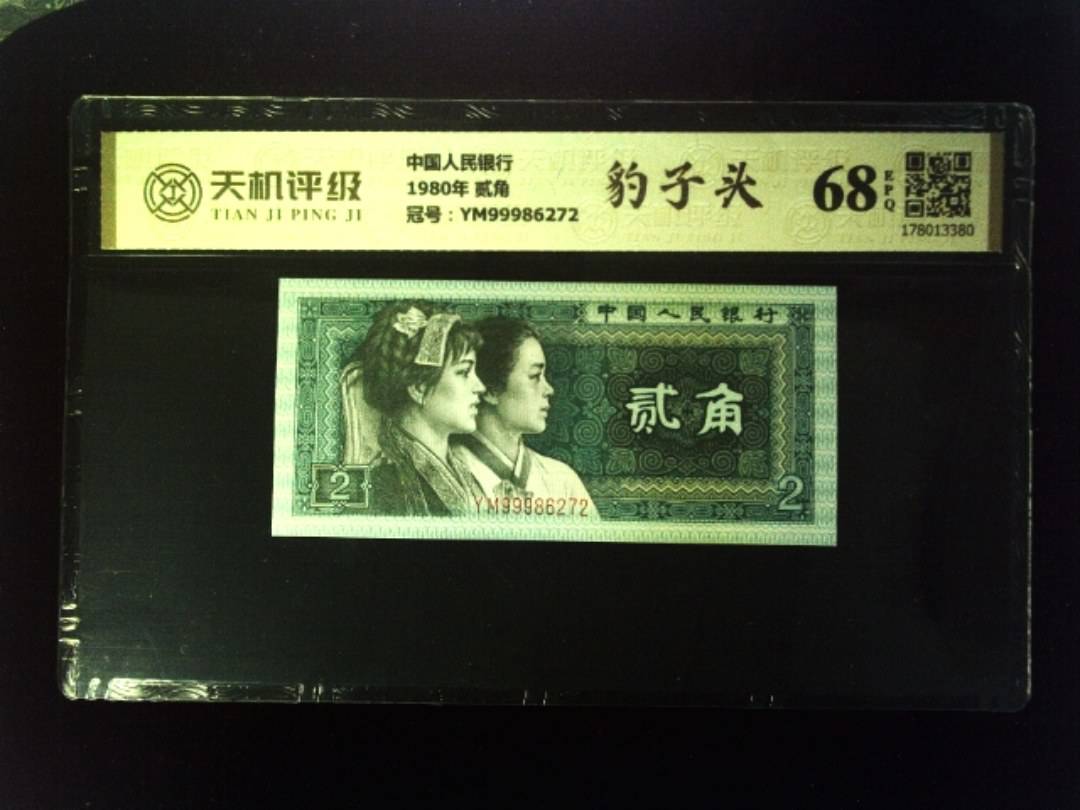 天机评级
TIAN JI PING JI
中国人民银行
1980年 贰角
冠号：YM99986272
豹子头
68
EPQ
178013380
中国人民银行
贰角
2
YM99986272
2